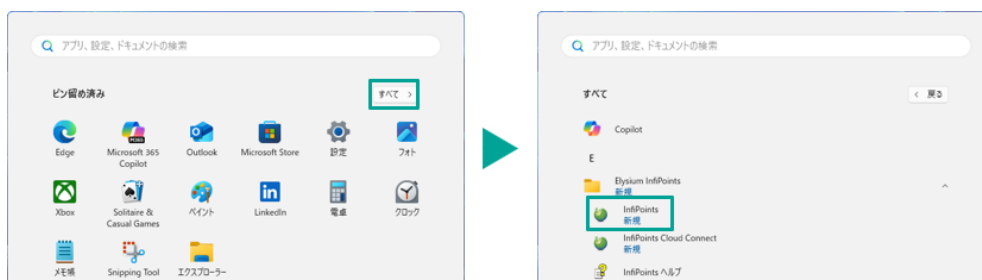 アプリ、設定、ドキュメントの検索
ピン留め済み
すべて >
Edge
Microsoft 365
Copilot
Outlook
Microsoft Store
設定
フォト
Xbox
Solitaire &
Casual Games
ペイント
LinkedIn
電卓
クロック
メモ帳
Snipping Tool
エクスプローラー
アプリ、設定、ドキュメントの検索
すべて
< 戻る
Copilot
E
Elysium InfiPoints
新規
InfiPoints
新規
InfiPoints Cloud Connect
新規
InfiPoints ヘルプ